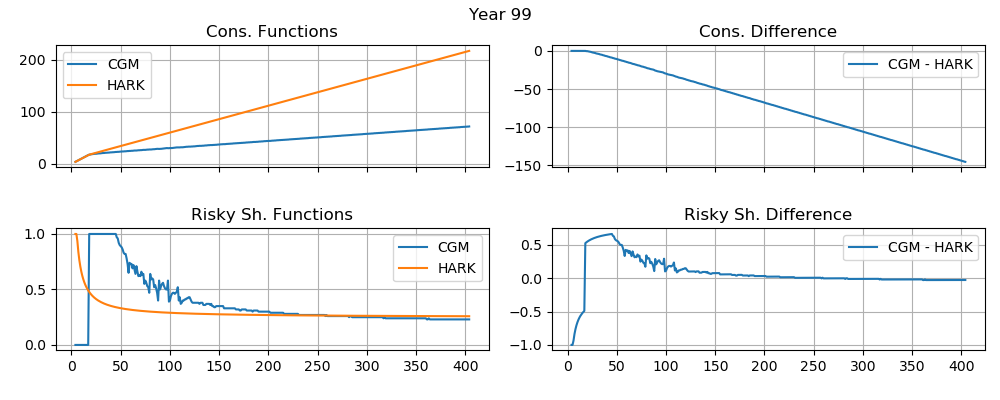 Year 99
Cons. Functions
Cons. Difference
200
100
0
CGM
HARK
0
−50
−100
−150
CGM - HARK
Risky Sh. Functions
Risky Sh. Difference
1.0
0.5
0.0
CGM
HARK
0.5
0.0
−0.5
−1.0
CGM - HARK
0 50 100 150 200 250 300 350 400
0 50 100 150 200 250 300 350 400